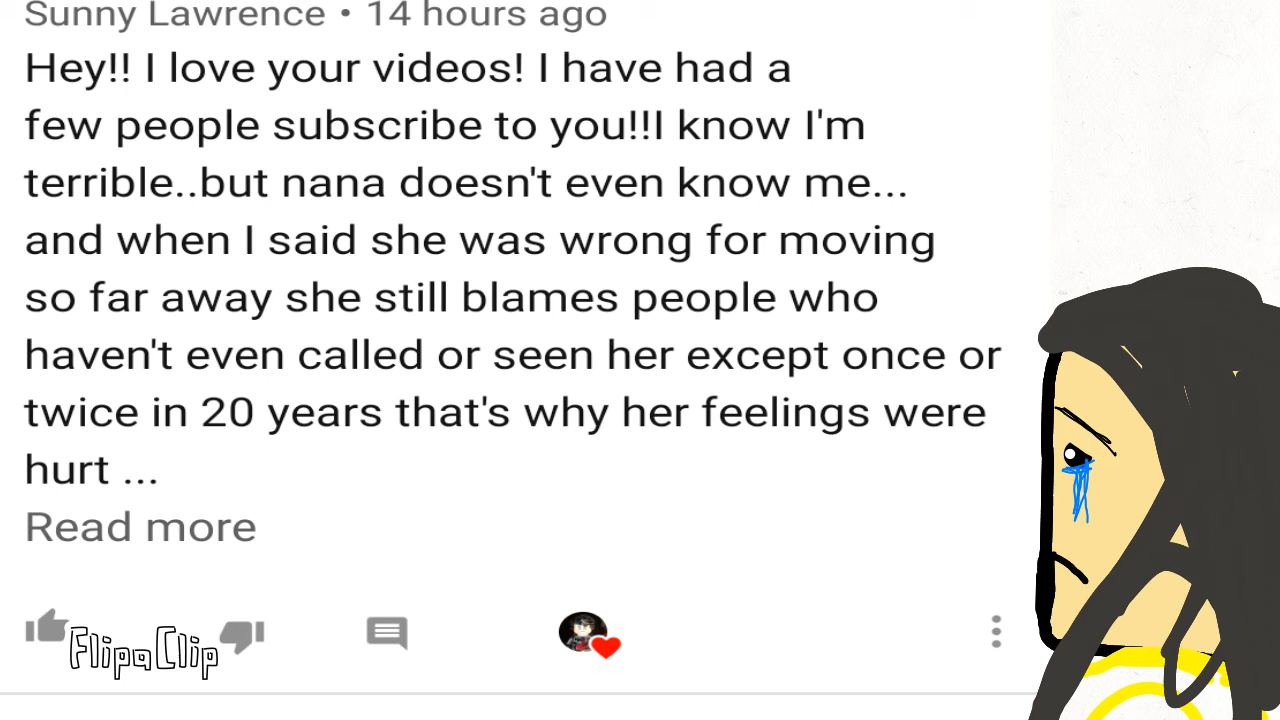 Sunny Lawrence • 14 hours ago
Hey!! I love your videos! I have had a
few people subscribe to you!!I know I'm
terrible..but nana doesn't even know me...
and when I said she was wrong for moving
so far away she still blames people who
haven't even called or seen her except once or
twice in 20 years that's why her feelings were
hurt ...
Read more
FlipaClip